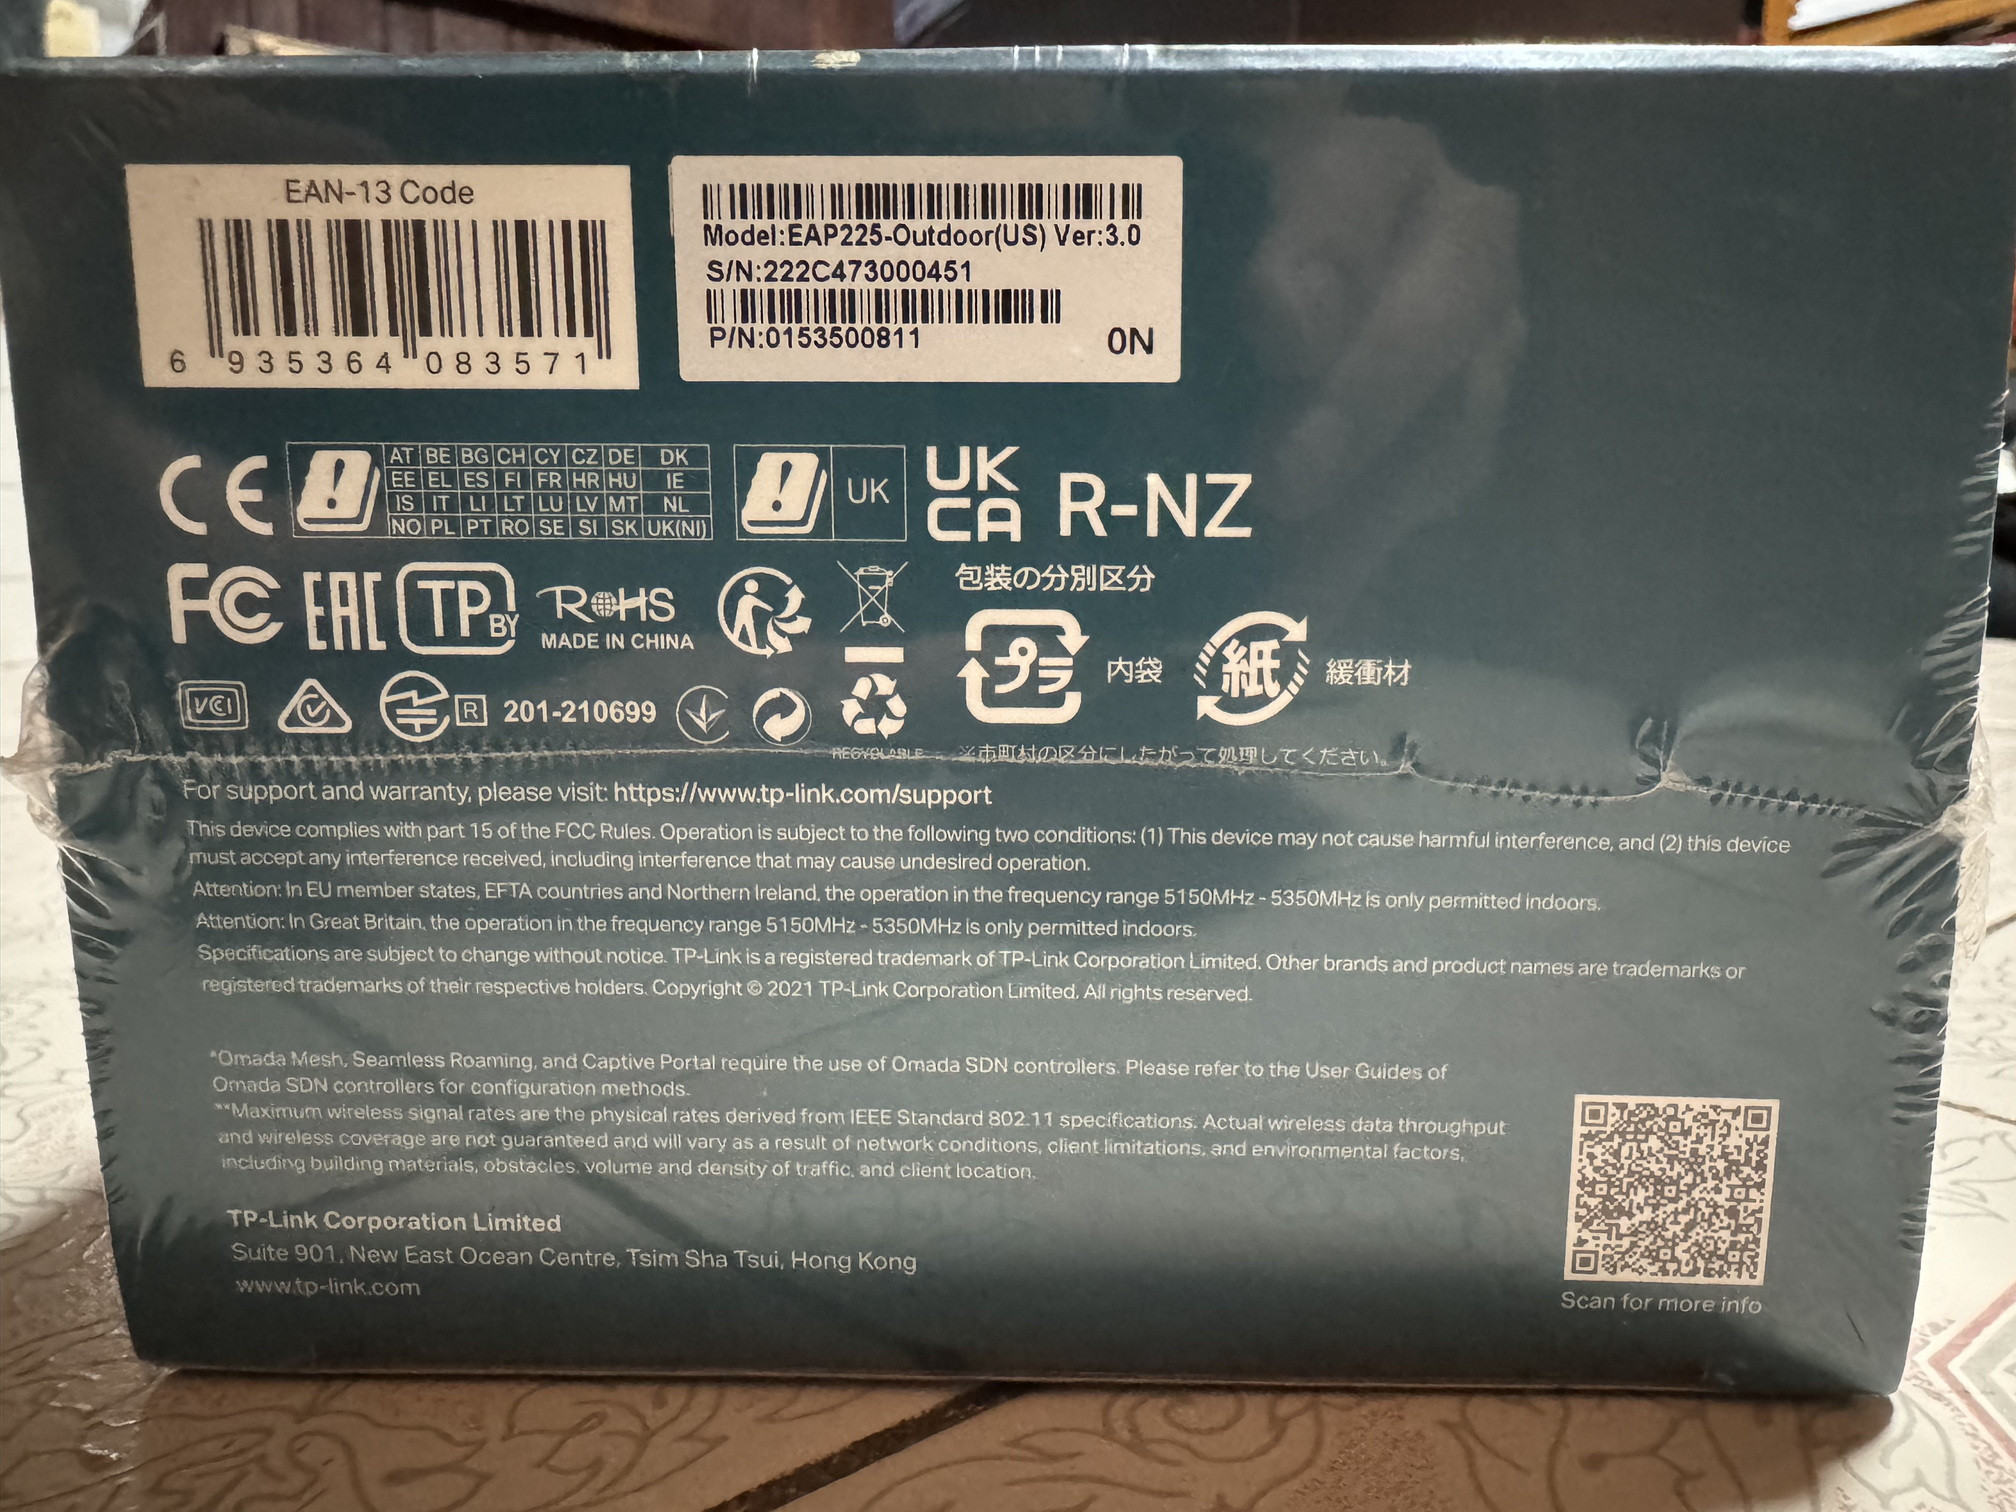 EAN-13 Code
6 935364 083571
Model:EAP225-Outdoor(US) Ver:3.0
S/N:222C473000451
P/N:0153500811
0N
CE
AT BE BG CH CY CZ DE DK
EE EL ES FI FR HR HU IE
IS IT LI LT LU LV MT NL
NO PL PT RO SE SI SK UK(NI)
UK
UK
CA
R-NZ
FC
EAC
TP BY
RoHS
MADE IN CHINA
包装の分別区分
プラ
内袋
紙
緩衝材
VCI
R 201-210699
RECYCLABLE
※市町村の区分にしたがって処理してください。
For support and warranty, please visit: https://www.tp-link.com/support
This device complies with part 15 of the FCC Rules. Operation is subject to the following two conditions: (1) This device may not cause harmful interference, and (2) this device
must accept any interference received, including interference that may cause undesired operation.
Attention: In EU member states, EFTA countries and Northern Ireland, the operation in the frequency range 5150MHz - 5350MHz is only permitted indoors.
Attention: In Great Britain, the operation in the frequency range 5150MHz - 5350MHz is only permitted indoors.
Specifications are subject to change without notice. TP-Link is a registered trademark of TP-Link Corporation Limited. Other brands and product names are trademarks or
registered trademarks of their respective holders. Copyright © 2021 TP-Link Corporation Limited. All rights reserved.
*Omada Mesh, Seamless Roaming, and Captive Portal require the use of Omada SDN controllers. Please refer to the User Guides of
Omada SDN controllers for configuration methods.
**Maximum wireless signal rates are the physical rates derived from IEEE Standard 802.11 specifications. Actual wireless data throughput
and wireless coverage are not guaranteed and will vary as a result of network conditions, client limitations, and environmental factors,
including building materials, obstacles, volume and density of traffic, and client location.
TP-Link Corporation Limited
Suite 901, New East Ocean Centre, Tsim Sha Tsui, Hong Kong
www.tp-link.com
Scan for more info